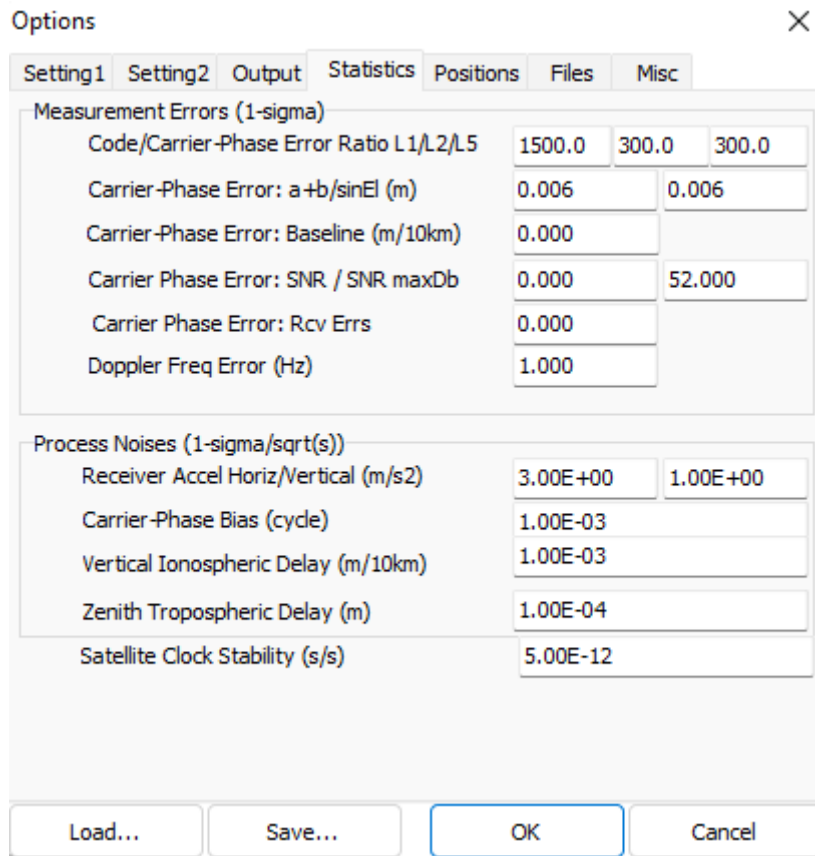 Options
Setting1 Setting2 Output Statistics Positions Files Misc
Measurement Errors (1-sigma)
Code/Carrier-Phase Error Ratio L1/L2/L5 1500.0 300.0 300.0
Carrier-Phase Error: a+b/sinEl (m) 0.006 0.006
Carrier-Phase Error: Baseline (m/10km) 0.000
Carrier Phase Error: SNR / SNR maxDb 0.000 52.000
Carrier Phase Error: Rcv Errs 0.000
Doppler Freq Error (Hz) 1.000
Process Noises (1-sigma/sqrt(s))
Receiver Accel Horiz/Vertical (m/s2) 3.00E+00 1.00E+00
Carrier-Phase Bias (cycle) 1.00E-03
Vertical Ionospheric Delay (m/10km) 1.00E-03
Zenith Tropospheric Delay (m) 1.00E-04
Satellite Clock Stability (s/s) 5.00E-12
Load... Save... OK Cancel